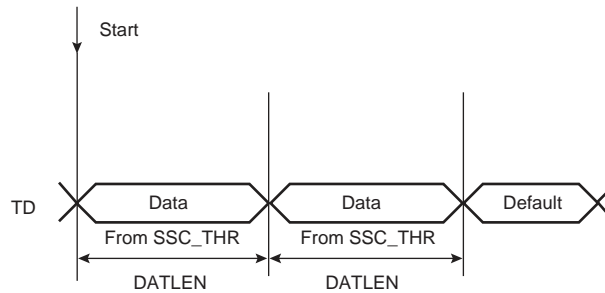 Start
TD
Data
Data
Default
From SSC_THR
From SSC_THR
DATLEN
DATLEN